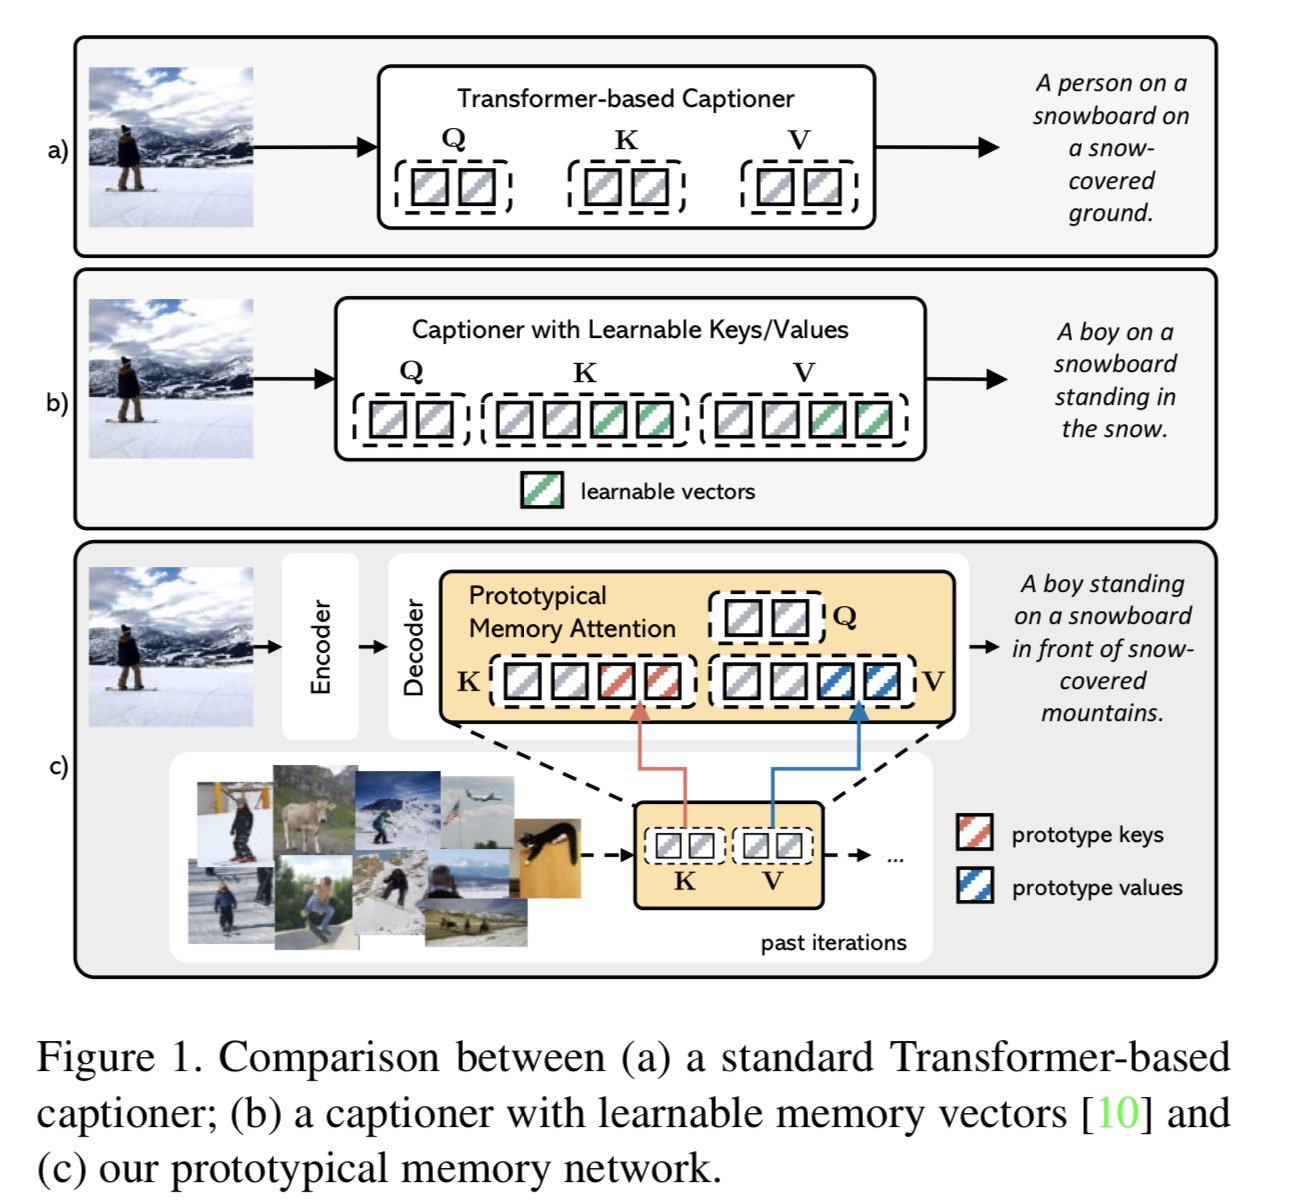 a)
Transformer-based Captioner
Q K V
A person on a
snowboard on
a snow-
covered
ground.
b)
Captioner with Learnable Keys/Values
Q K V
learnable vectors
A boy on a
snowboard
standing in
the snow.
c)
Encoder
Decoder
Prototypical
Memory Attention
Q
K
V
A boy standing
on a snowboard
in front of snow-
covered
mountains.
K V
...
past iterations
prototype keys
prototype values
Figure 1. Comparison between (a) a standard Transformer-based
captioner; (b) a captioner with learnable memory vectors [10] and
(c) our prototypical memory network.